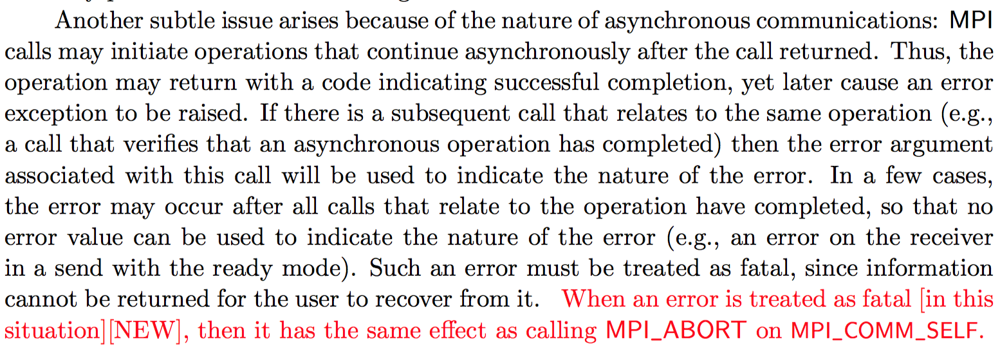 Another subtle issue arises because of the nature of asynchronous communications: MPI
calls may initiate operations that continue asynchronously after the call returned. Thus, the
operation may return with a code indicating successful completion, yet later cause an error
exception to be raised. If there is a subsequent call that relates to the same operation (e.g.,
a call that verifies that an asynchronous operation has completed) then the error argument
associated with this call will be used to indicate the nature of the error. In a few cases,
the error may occur after all calls that relate to the operation have completed, so that no
error value can be used to indicate the nature of the error (e.g., an error on the receiver
in a send with the ready mode). Such an error must be treated as fatal, since information
cannot be returned for the user to recover from it. When an error is treated as fatal [in this
situation][NEW], then it has the same effect as calling MPI_ABORT on MPI_COMM_SELF.